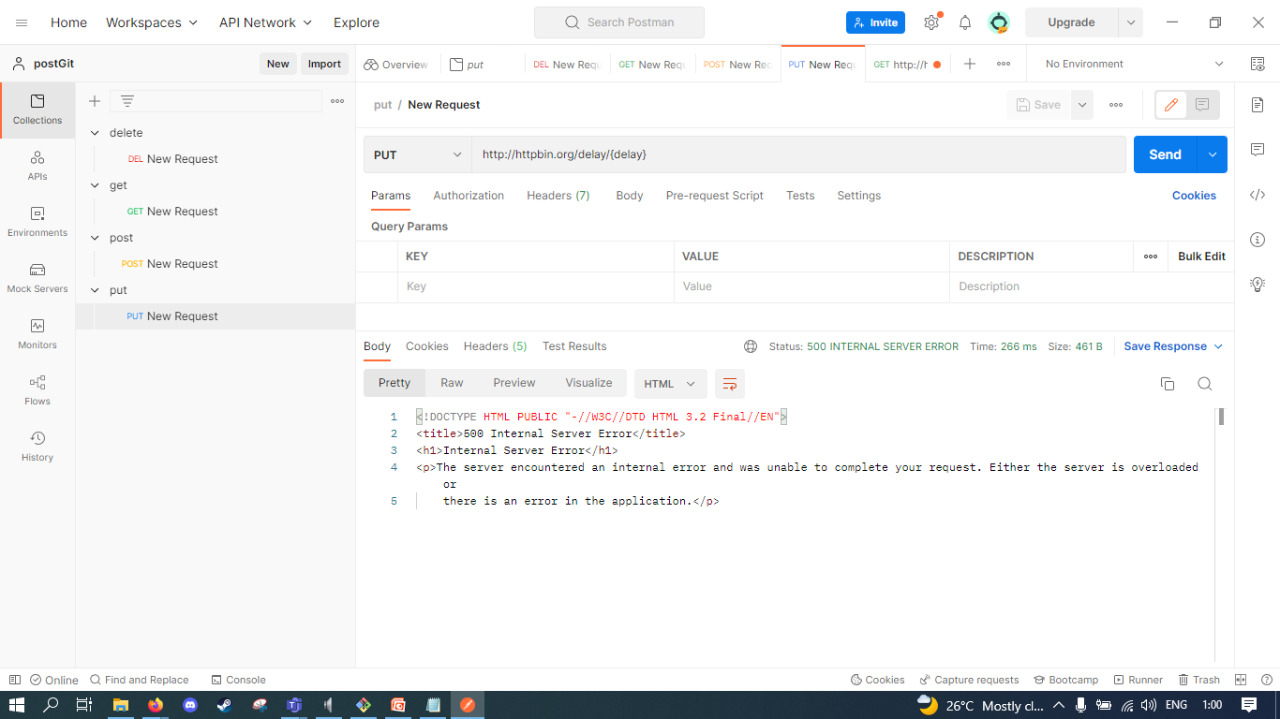 Home Workspaces API Network Explore Search Postman Invite Upgrade
postGit New Import Overview put DEL New Requ GET New Requ POST New Rec PUT New Requ GET http://h No Environment
Collections
APIs
Environments
Mock Servers
Monitors
Flows
History
delete
DEL New Request
get
GET New Request
post
POST New Request
put
PUT New Request
put / New Request Save
PUT http://httpbin.org/delay/{delay} Send
Params Authorization Headers (7) Body Pre-request Script Tests Settings Cookies
Query Params
KEY VALUE DESCRIPTION Bulk Edit
Key Value Description
Body Cookies Headers (5) Test Results Status: 500 INTERNAL SERVER ERROR Time: 266 ms Size: 461 B Save Response
Pretty Raw Preview Visualize HTML
1 <!DOCTYPE HTML PUBLIC "-//W3C//DTD HTML 3.2 Final//EN">
2 <title>500 Internal Server Error</title>
3 <h1>Internal Server Error</h1>
4 <p>The server encountered an internal error and was unable to complete your request. Either the server is overloaded
or
5 there is an error in the application.</p>
Online Find and Replace Console Cookies Capture requests Bootcamp Runner Trash
26°C Mostly cl... ENG 1:00